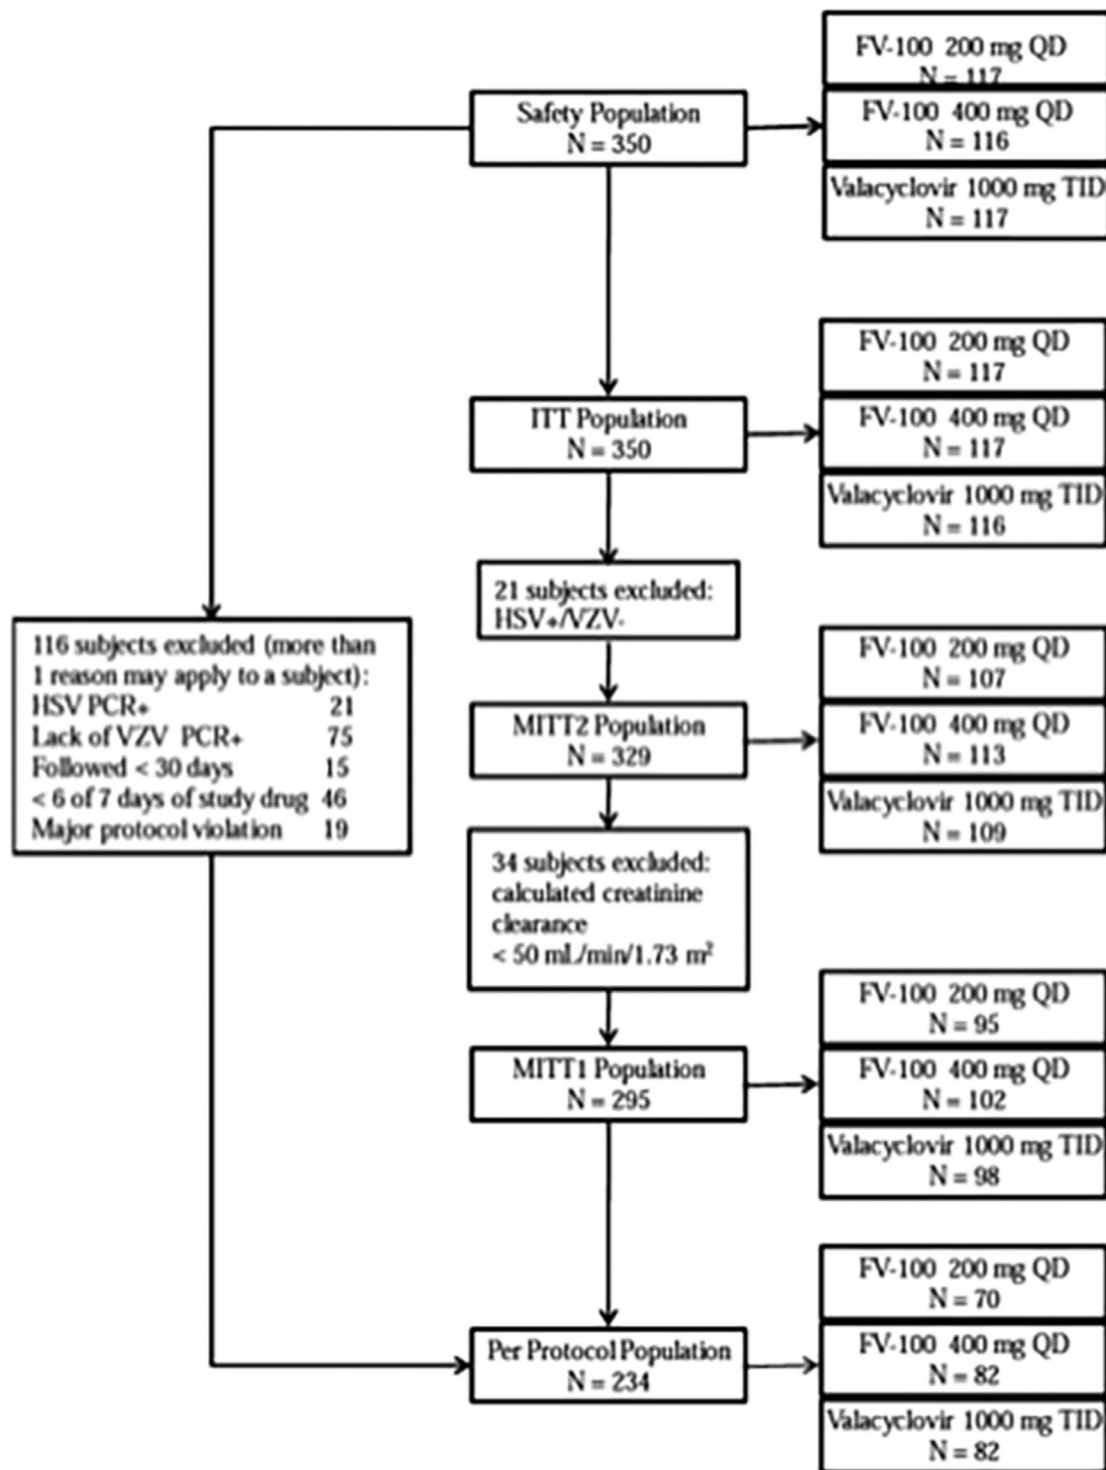 FV-100 200 mg QD
N = 117
Safety Population
N = 350
FV-100 400 mg QD
N = 116
Valacyclovir 1000 mg TID
N = 117
FV-100 200 mg QD
N = 117
ITT Population
N = 350
FV-100 400 mg QD
N = 117
Valacyclovir 1000 mg TID
N = 116
21 subjects excluded:
HSV+/VZV-
116 subjects excluded (more than
1 reason may apply to a subject):
HSV PCR+ 21
Lack of VZV PCR+ 75
Followed < 30 days 15
< 6 of 7 days of study drug 46
Major protocol violation 19
FV-100 200 mg QD
N = 107
MITT2 Population
N = 329
FV-100 400 mg QD
N = 113
Valacyclovir 1000 mg TID
N = 109
34 subjects excluded:
calculated creatinine
clearance
< 50 mL/min/1.73 m²
FV-100 200 mg QD
N = 95
MITT1 Population
N = 295
FV-100 400 mg QD
N = 102
Valacyclovir 1000 mg TID
N = 98
FV-100 200 mg QD
N = 70
Per Protocol Population
N = 234
FV-100 400 mg QD
N = 82
Valacyclovir 1000 mg TID
N = 82